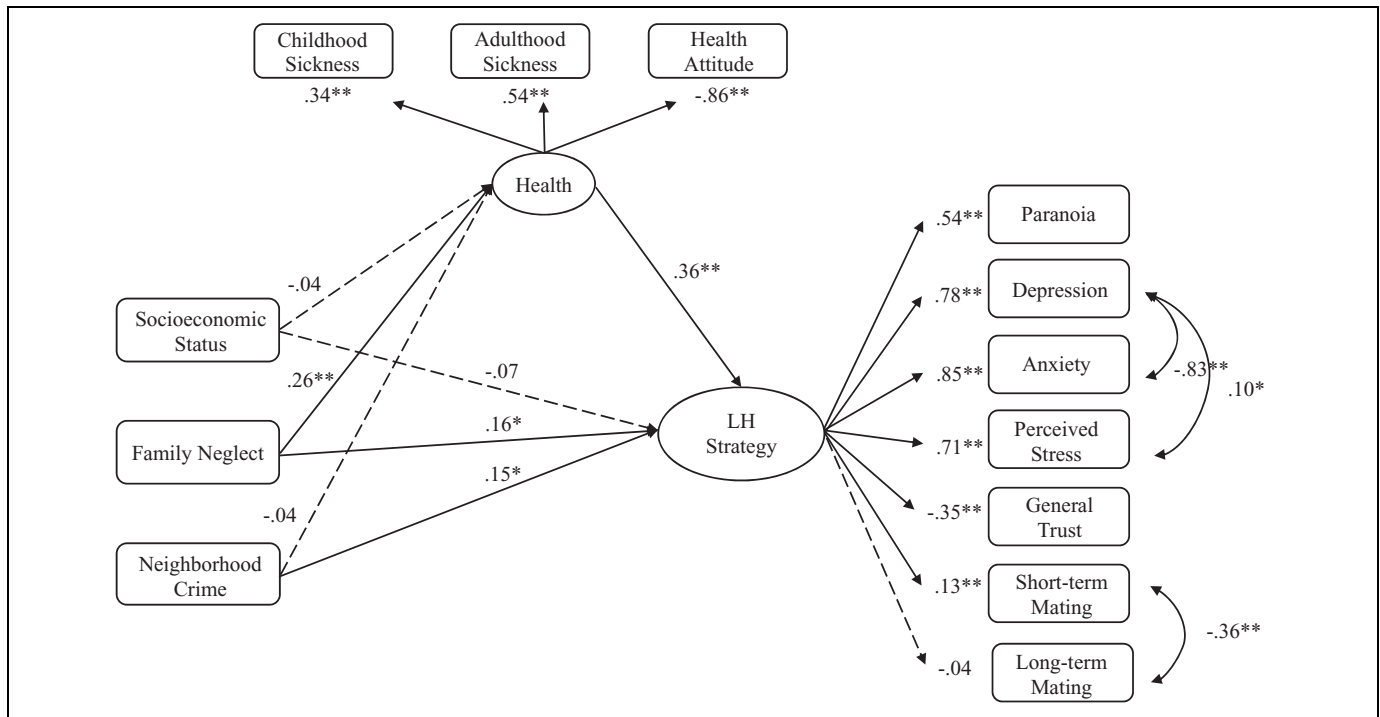 Childhood
Sickness
.34**
Adulthood
Sickness
.54**
Health
Attitude
-.86**
Health
-.04
.36**
Socioeconomic
Status
.26**
-.07
Family Neglect
.16*
.15*
-.04
Neighborhood
Crime
LH
Strategy
.54**
Paranoia
.78**
Depression
.85**
Anxiety
-.83**
.10*
.71**
Perceived
Stress
-.35**
General
Trust
.13**
Short-term
Mating
-.36**
-.04
Long-term
Mating